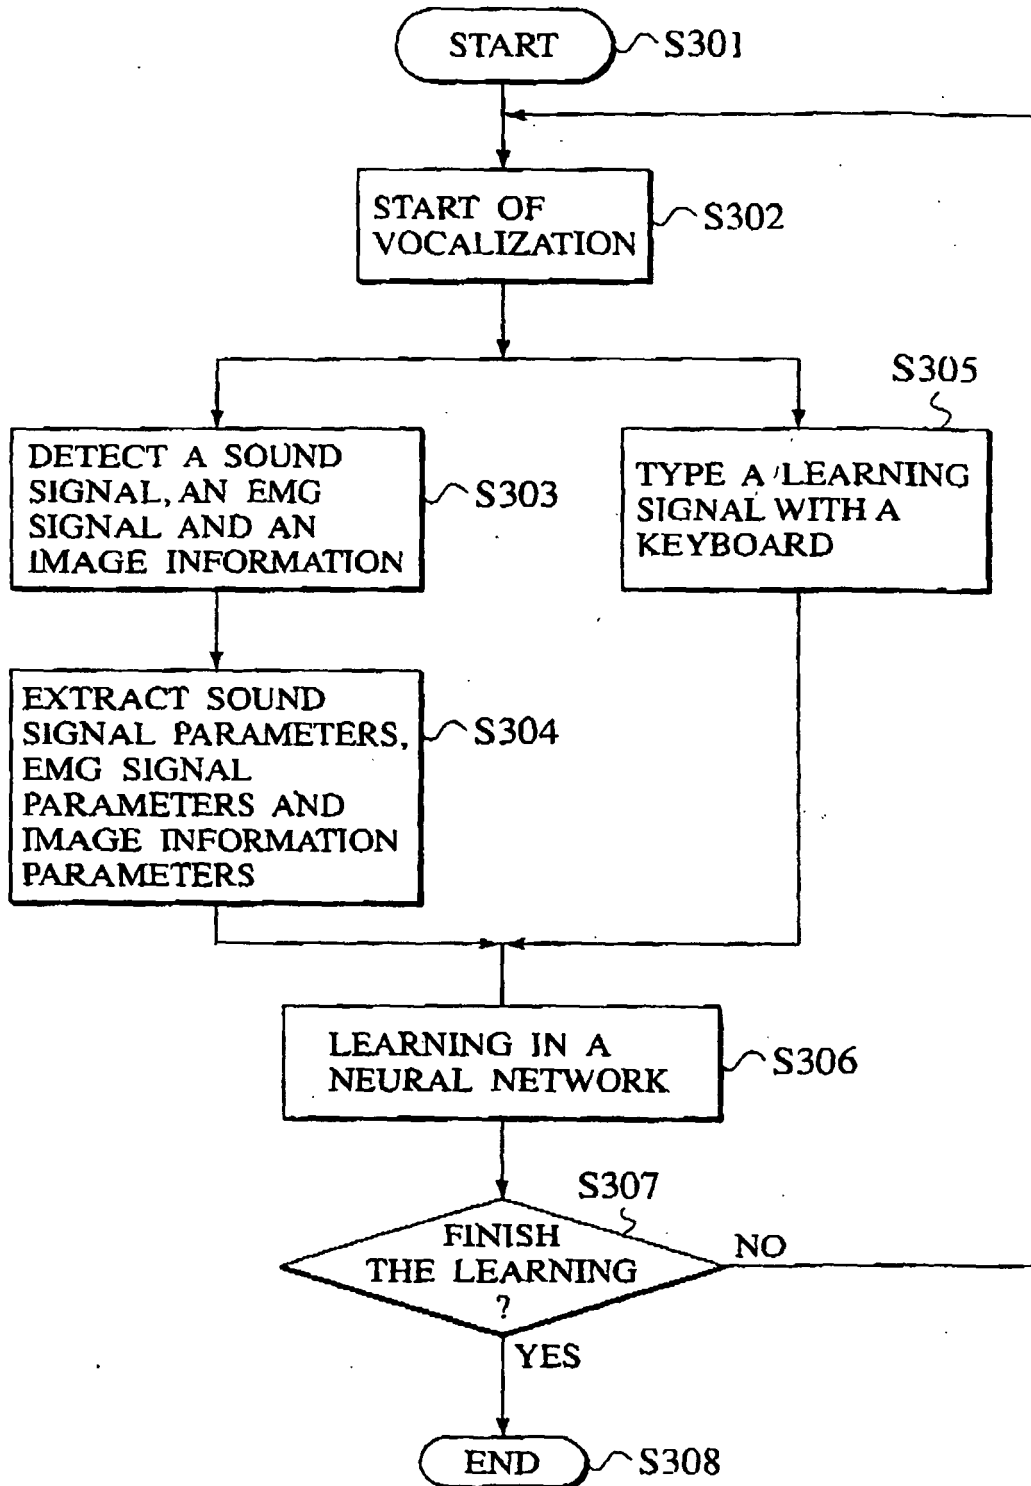 START
S301
START OF
VOCALIZATION
S302
DETECT A SOUND
SIGNAL, AN EMG
SIGNAL AND AN
IMAGE INFORMATION
S303
S305
TYPE A LEARNING
SIGNAL WITH A
KEYBOARD
EXTRACT SOUND
SIGNAL PARAMETERS,
EMG SIGNAL
PARAMETERS AND
IMAGE INFORMATION
PARAMETERS
S304
LEARNING IN A
NEURAL NETWORK
S306
S307
FINISH
THE LEARNING
?
NO
YES
END
S308